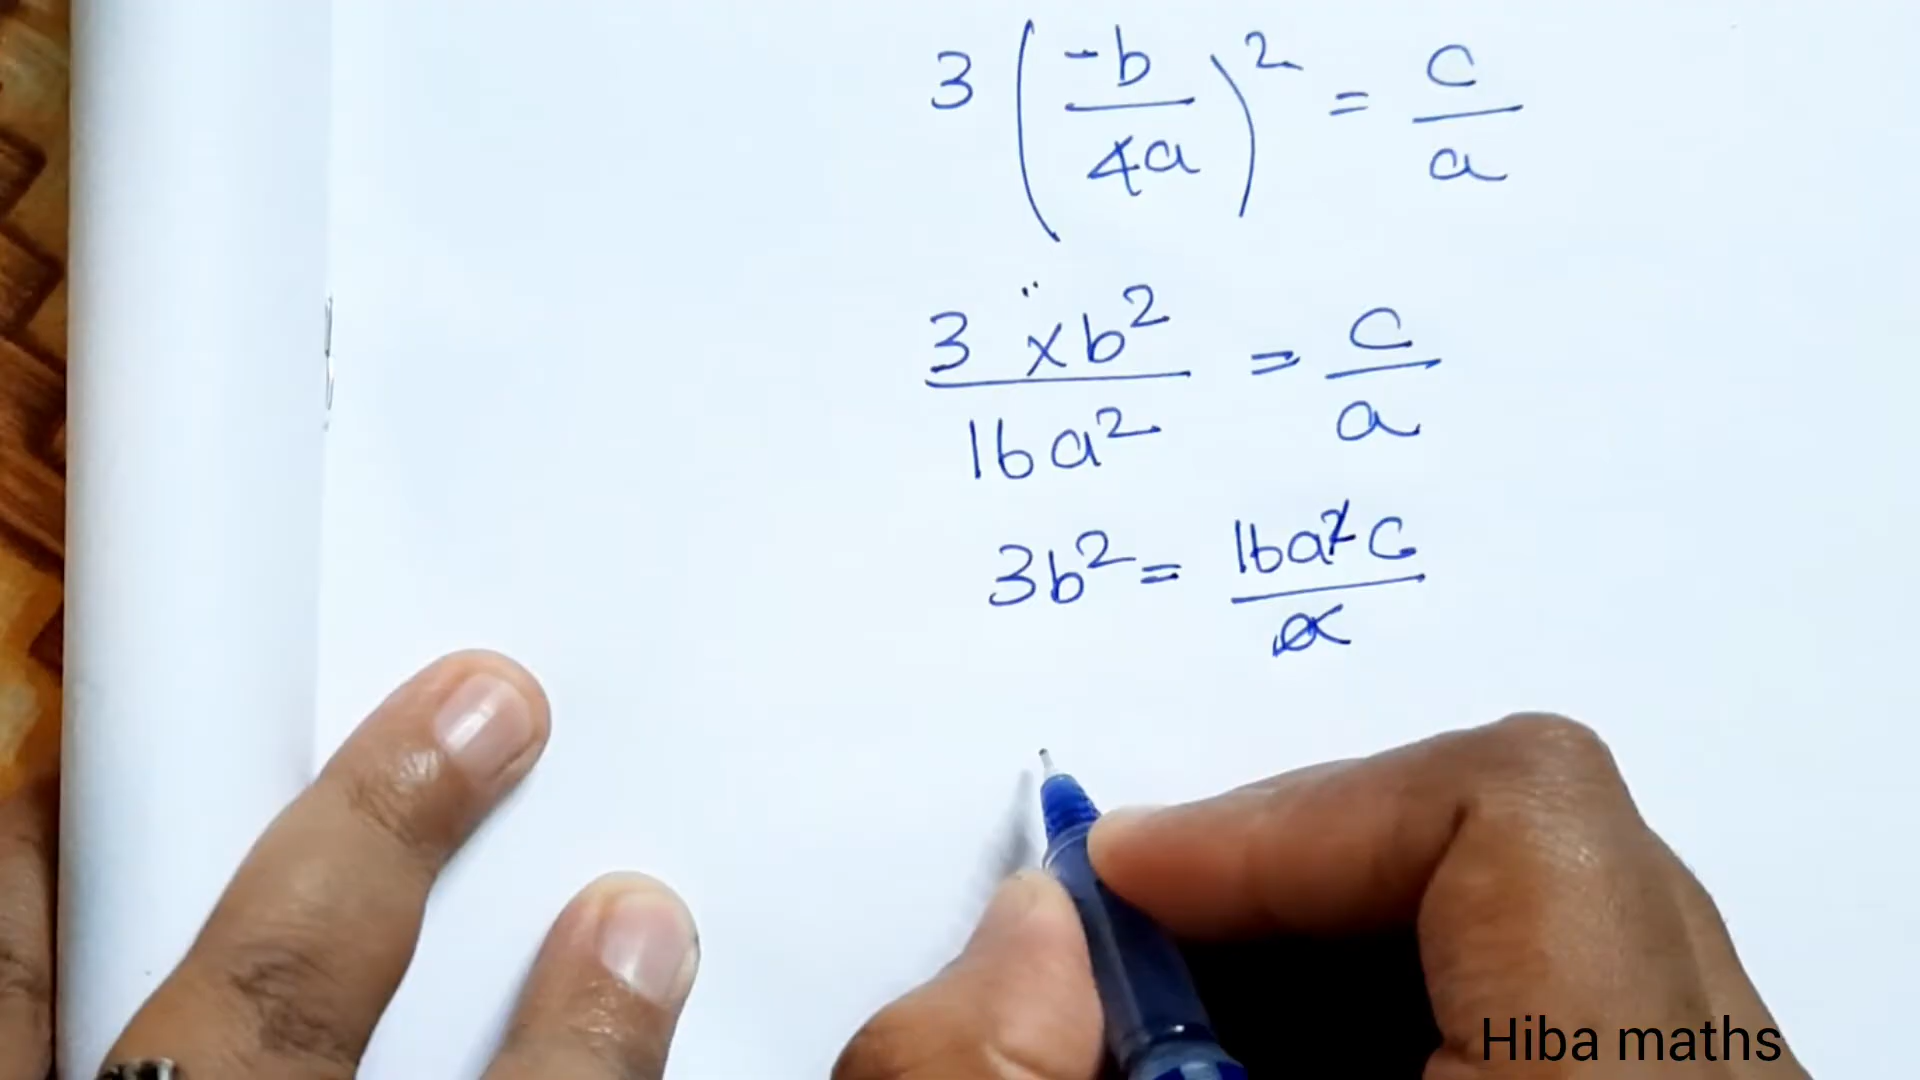 3 (-b/4a)² = c/a
3 × b²/16a² = c/a
3b² = 16a²c/a
Hiba maths